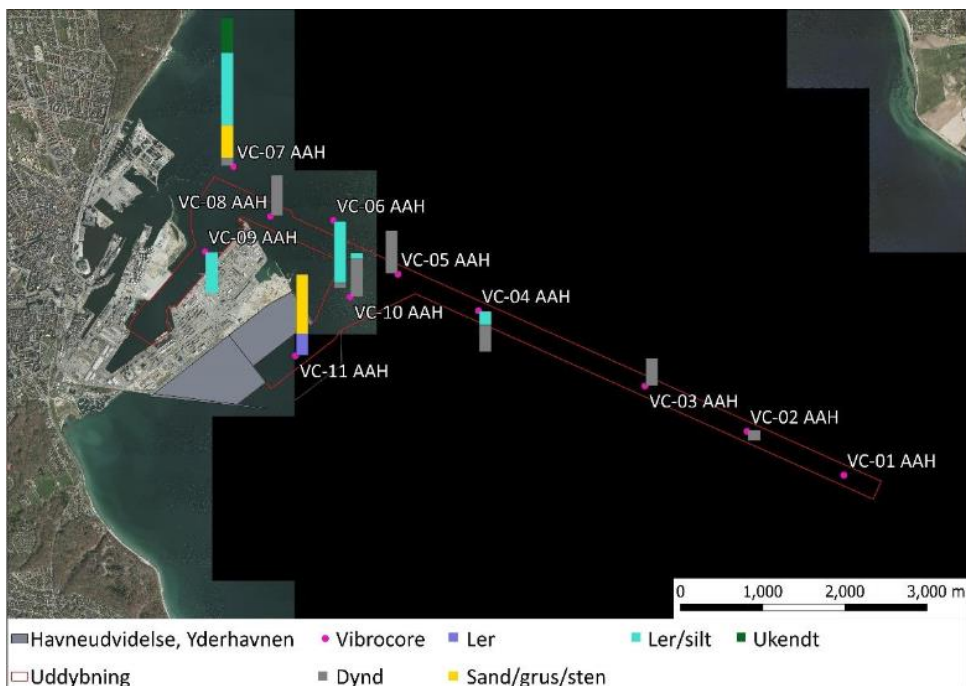 VC-07 AAH
VC-08 AAH
VC-06 AAH
VC-09 AAH
VC-05 AAH
VC-10 AAH
VC-04 AAH
VC-11 AAH
VC-03 AAH
VC-02 AAH
VC-01 AAH
0 1,000 2,000 3,000 m
Havneudvidelse, Yderhavnen Vibrocore Ler Ler/silt Ukendt
Uddybning Dynd Sand/grus/sten